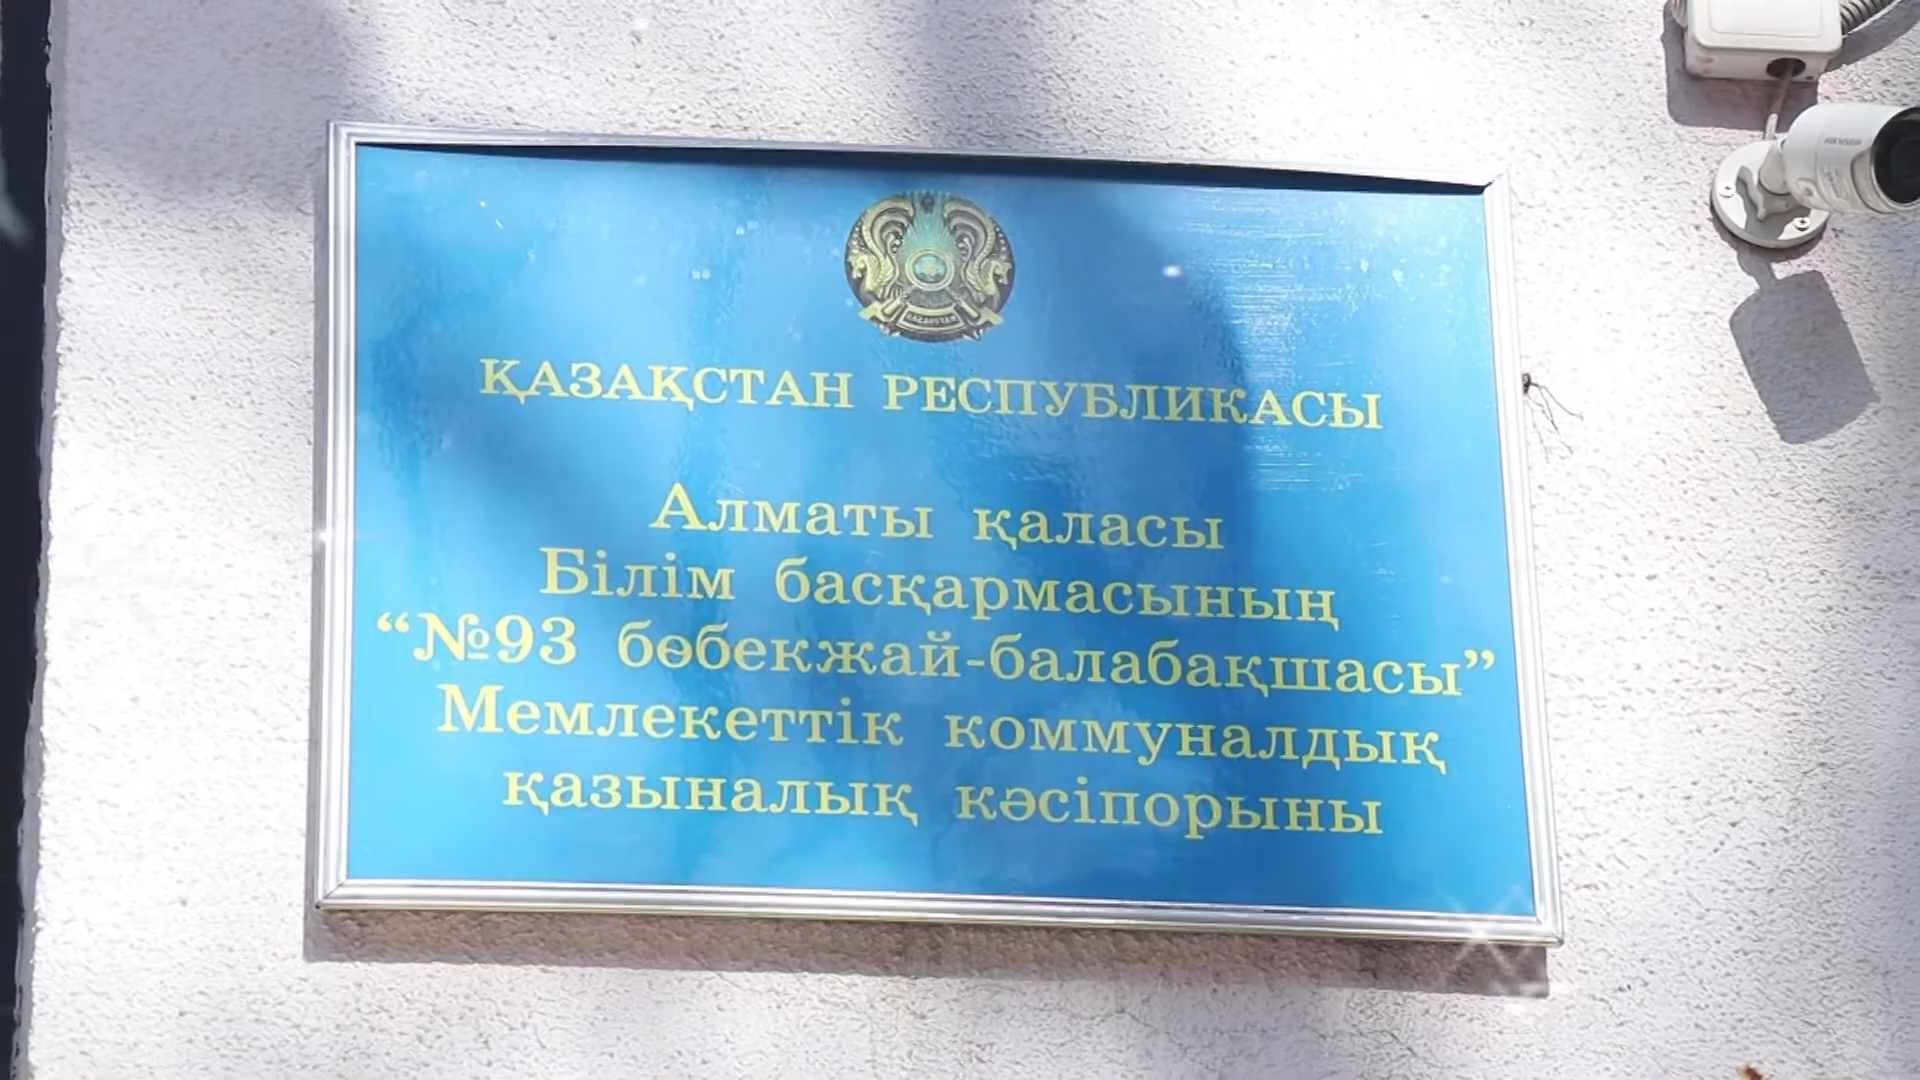 ҚАЗАҚСТАН РЕСПУБЛИКАСЫ
Алматы қаласы
Білім басқармасының
“№93 бөбекжай-балабақшасы”
Мемлекеттік коммуналдық
қазыналық кәсіпорыны